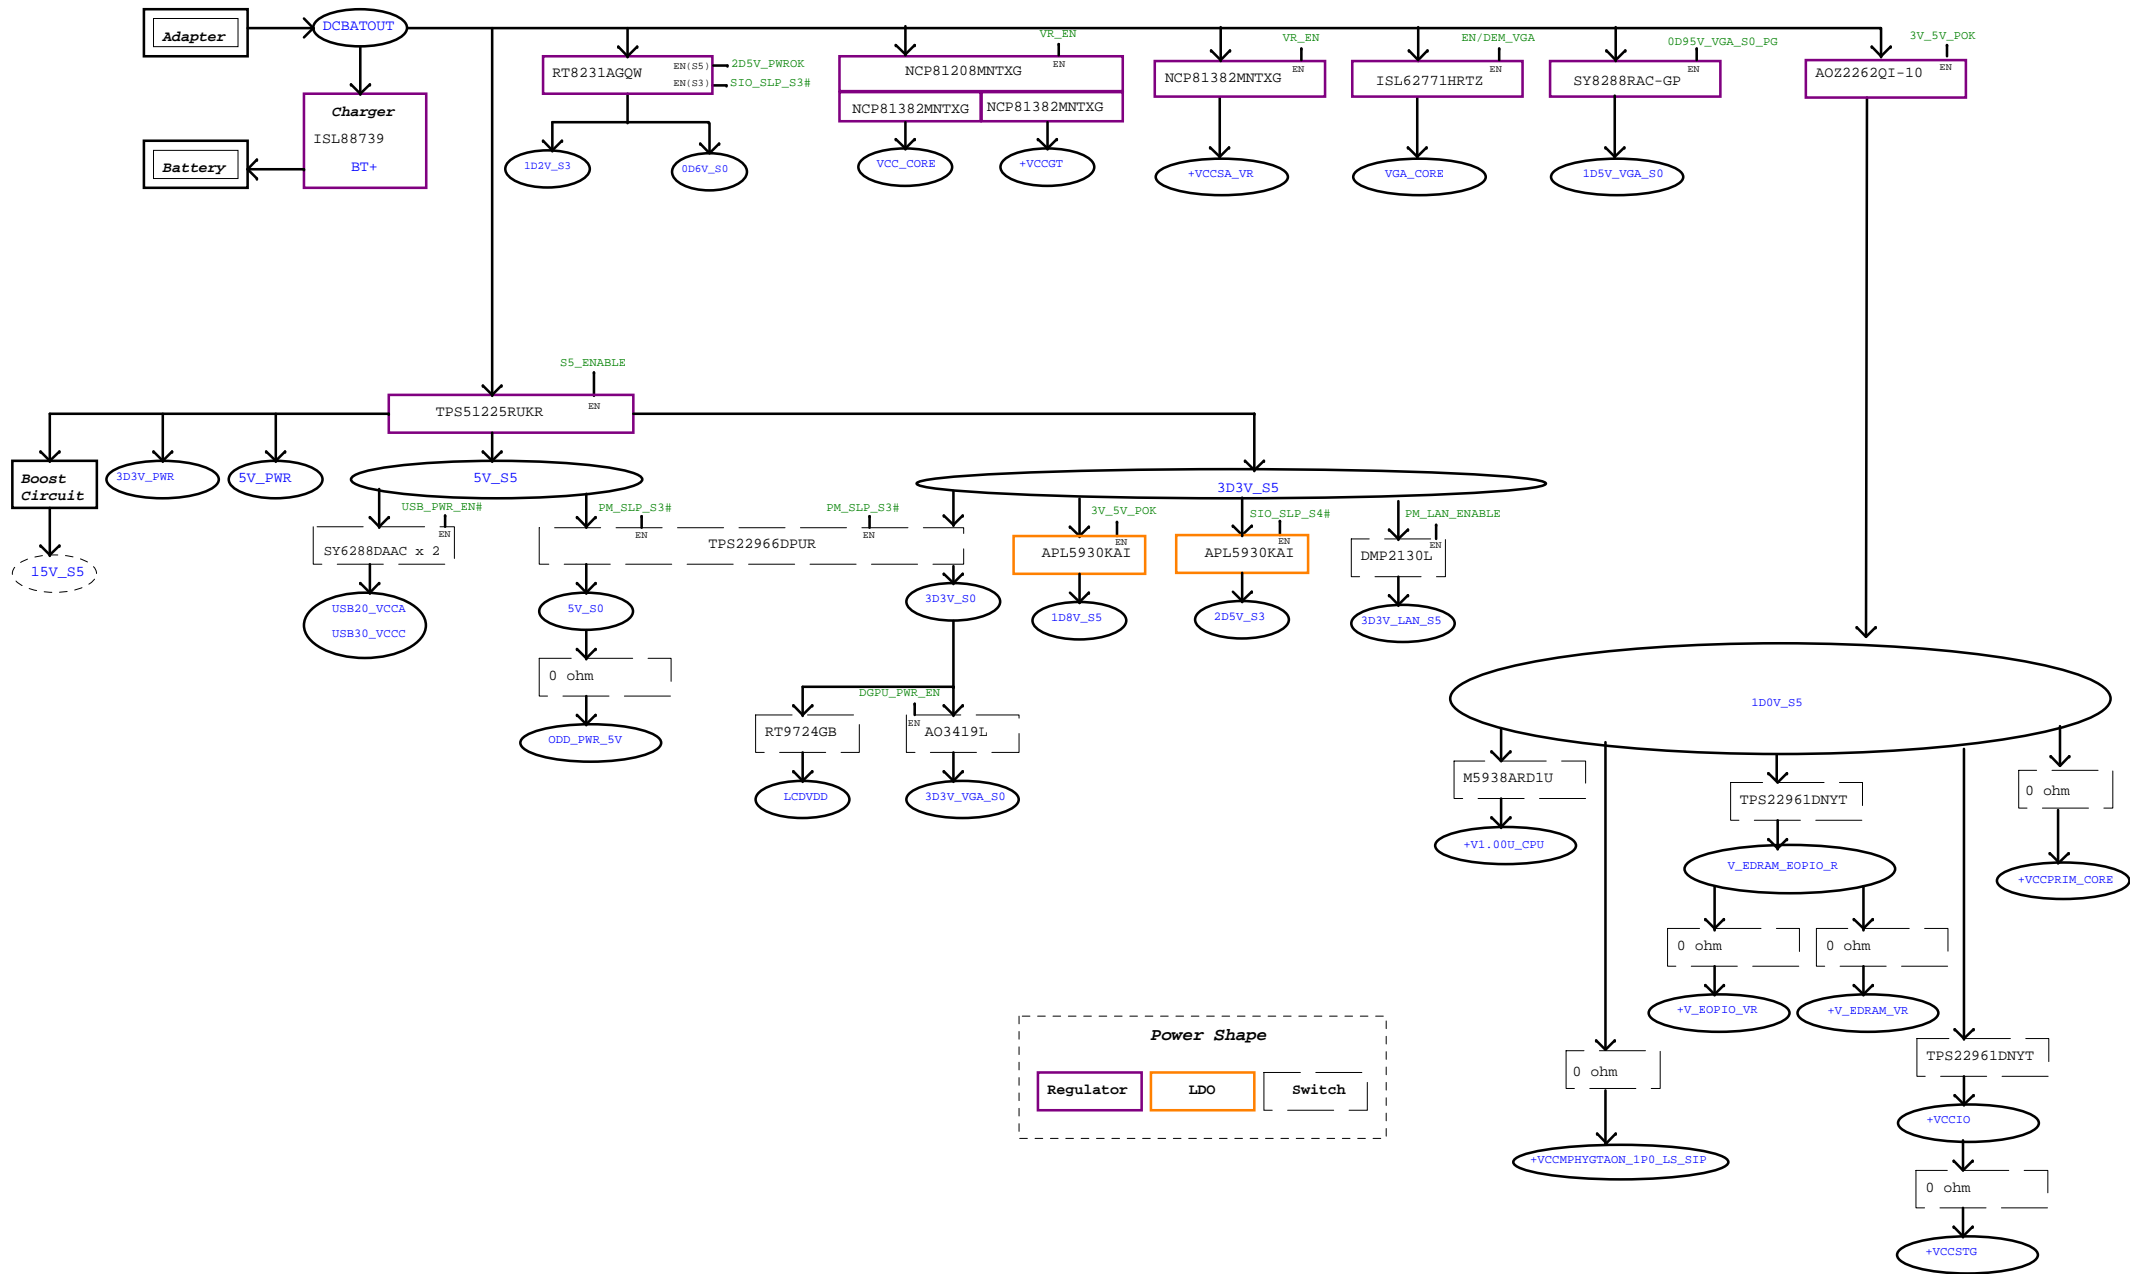 Adapter
DCBATOUT
Charger
ISL88739
BT+
Battery
RT8231AGQW
EN(S5)
2D5V_PWROK
EN(S3)
SIO_SLP_S3#
1D2V_S3
0D6V_S0
VR_EN
EN
NCP81208MNTXG
NCP81382MNTXG
NCP81382MNTXG
VCC_CORE
+VCCGT
VR_EN
EN
NCP81382MNTXG
+VCCSA_VR
EN/DEM_VGA
EN
ISL62771HRTZ
VGA_CORE
0D95V_VGA_S0_PG
EN
SY8288RAC-GP
1D5V_VGA_S0
3V_5V_POK
EN
AOZ2262QI-10
S5_ENABLE
EN
TPS51225RUKR
Boost
Circuit
15V_S5
3D3V_PWR
5V_PWR
5V_S5
3D3V_S5
USB_PWR_EN#
EN
SY6288DAAC x 2
USB20_VCCA
USB30_VCCC
PM_SLP_S3#
EN
PM_SLP_S3#
EN
TPS22966DPUR
5V_S0
0 ohm
ODD_PWR_5V
3D3V_S0
DGPU_PWR_EN
EN
RT9724GB
AO3419L
LCDVDD
3D3V_VGA_S0
3V_5V_POK
EN
APL5930KAI
1D8V_S5
SIO_SLP_S4#
EN
APL5930KAI
2D5V_S3
PM_LAN_ENABLE
EN
DMP2130L
3D3V_LAN_S5
1D0V_S5
M5938ARD1U
+V1.00U_CPU
0 ohm
+VCCMPHYGTAON_1P0_LS_SIP
TPS22961DNYT
V_EDRAM_EOPIO_R
0 ohm
0 ohm
+V_EOPIO_VR
+V_EDRAM_VR
TPS22961DNYT
+VCCIO
0 ohm
+VCCSTG
0 ohm
+VCCPRIM_CORE
Power Shape
Regulator
LDO
Switch